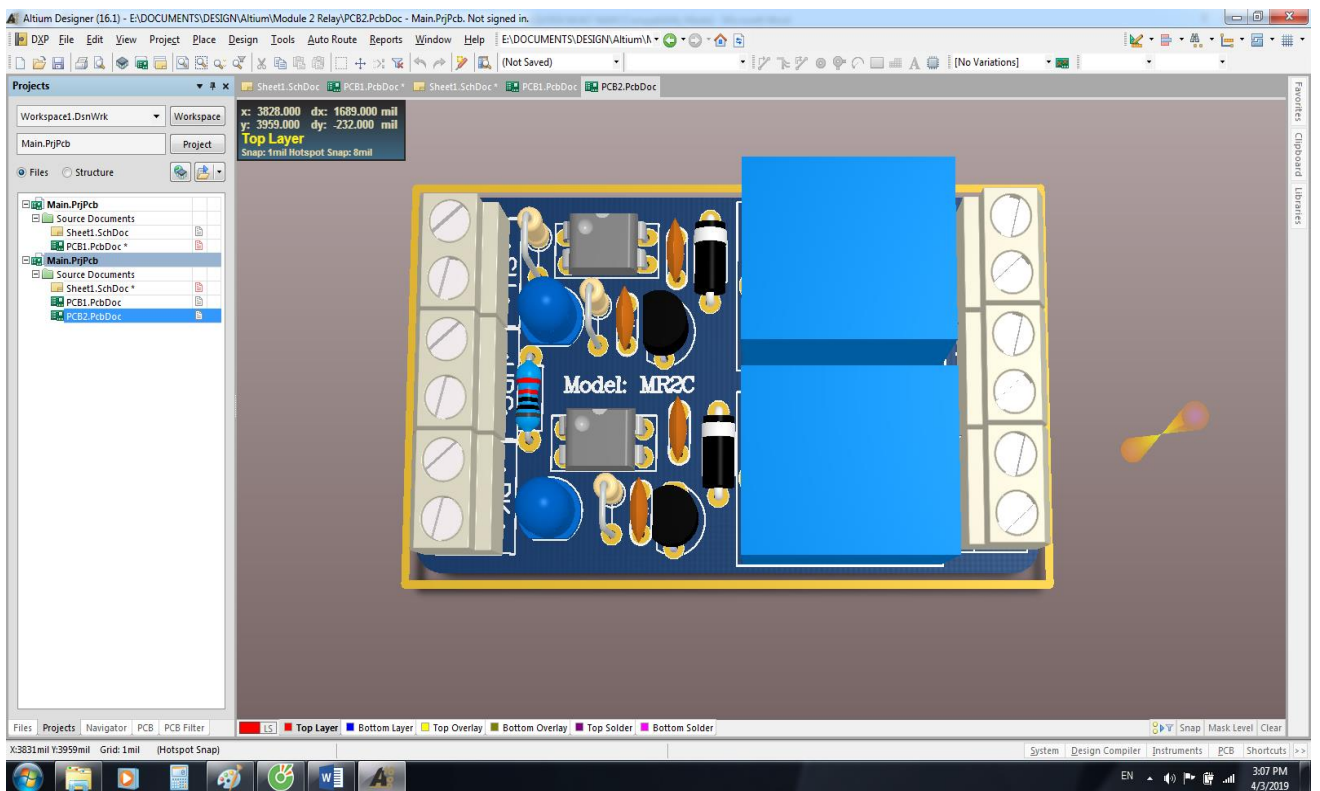 Altium Designer (16.1) - E:\DOCUMENTS\DESIGN\Altium\Module 2 Relay\PCB2.PcbDoc - Main.PrjPcb. Not signed in.
DXP File Edit View Project Place Design Tools Auto Route Reports Window Help E:\DOCUMENTS\DESIGN\Altium\
(Not Saved) [No Variations]
Projects
Sheet1.SchDoc PCB1.PcbDoc * Sheet1.SchDoc * PCB1.PcbDoc PCB2.PcbDoc
Workspace1.DsnWrk Workspace
Main.PrjPcb Project
Files Structure
Main.PrjPcb
Source Documents
Sheet1.SchDoc
PCB1.PcbDoc *
Main.PrjPcb
Source Documents
Sheet1.SchDoc *
PCB1.PcbDoc
PCB2.PcbDoc
x: 3828.000 dx: 1689.000 mil
y: 3959.000 dy: -232.000 mil
Top Layer
Snap: 1mil Hotspot Snap: 8mil
Model: MR2C
Favorites
Clipboard
Libraries
Files Projects Navigator PCB PCB Filter
LS Top Layer Bottom Layer Top Overlay Bottom Overlay Top Solder Bottom Solder
Snap Mask Level Clear
X:3831mil Y:3959mil Grid: 1mil (Hotspot Snap)
System Design Compiler Instruments PCB Shortcuts >>
EN
3:07 PM
4/3/2019